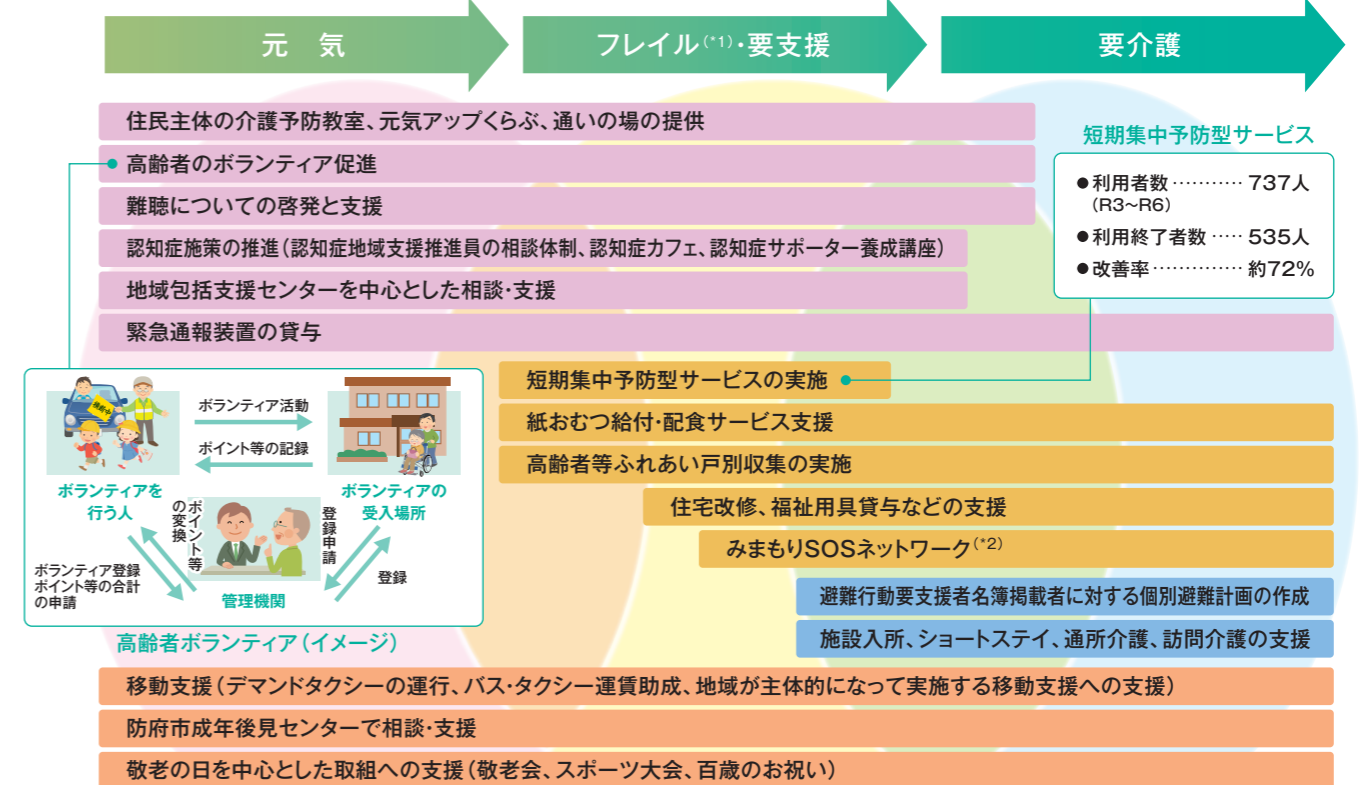 元 気
フレイル(*1)・要支援
要介護
住民主体の介護予防教室、元気アップくらぶ、通いの場の提供
高齢者のボランティア促進
難聴についての啓発と支援
認知症施策の推進(認知症地域支援推進員の相談体制、認知症カフェ、認知症サポーター養成講座)
地域包括支援センターを中心とした相談・支援
緊急通報装置の貸与
短期集中予防型サービス
●利用者数 ………… 737人
(R3~R6)
●利用終了者数 …… 535人
●改善率 …………… 約72%
短期集中予防型サービスの実施
紙おむつ給付・配食サービス支援
高齢者等ふれあい戸別収集の実施
住宅改修、福祉用具貸与などの支援
みまもりSOSネットワーク(*2)
避難行動要支援者名簿掲載者に対する個別避難計画の作成
施設入所、ショートステイ、通所介護、訪問介護の支援
ボランティア活動
ポイント等の記録
ボランティアを
行う人
ボランティアの
受入場所
ポイント等
の変換
登録申請
登録
ボランティア登録
ポイント等の合計
の申請
管理機関
高齢者ボランティア(イメージ)
移動支援(デマンドタクシーの運行、バス・タクシー運賃助成、地域が主体的になって実施する移動支援への支援)
防府市成年後見センターで相談・支援
敬老の日を中心とした取組への支援(敬老会、スポーツ大会、百歳のお祝い)